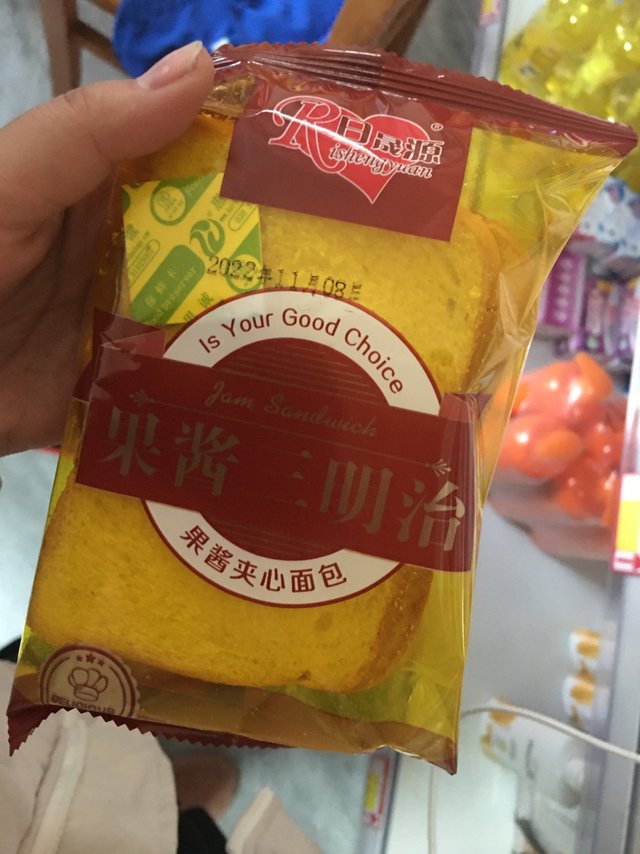 日晟源®
Rishengyuan
2022年11月08日
Is Your Good Choice
Jam Sandwich
果酱三明治
果酱夹心面包
DELICIOUS